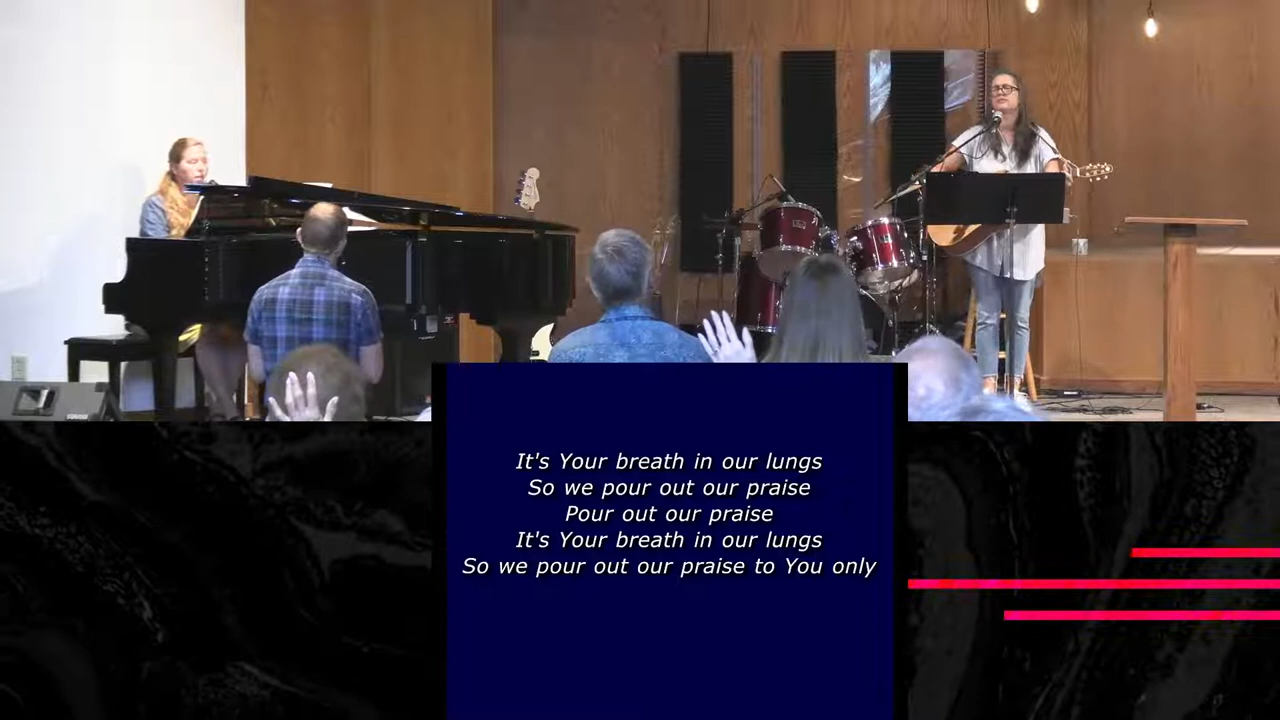 It's Your breath in our lungs
So we pour out our praise
Pour out our praise
It's Your breath in our lungs
So we pour out our praise to You only